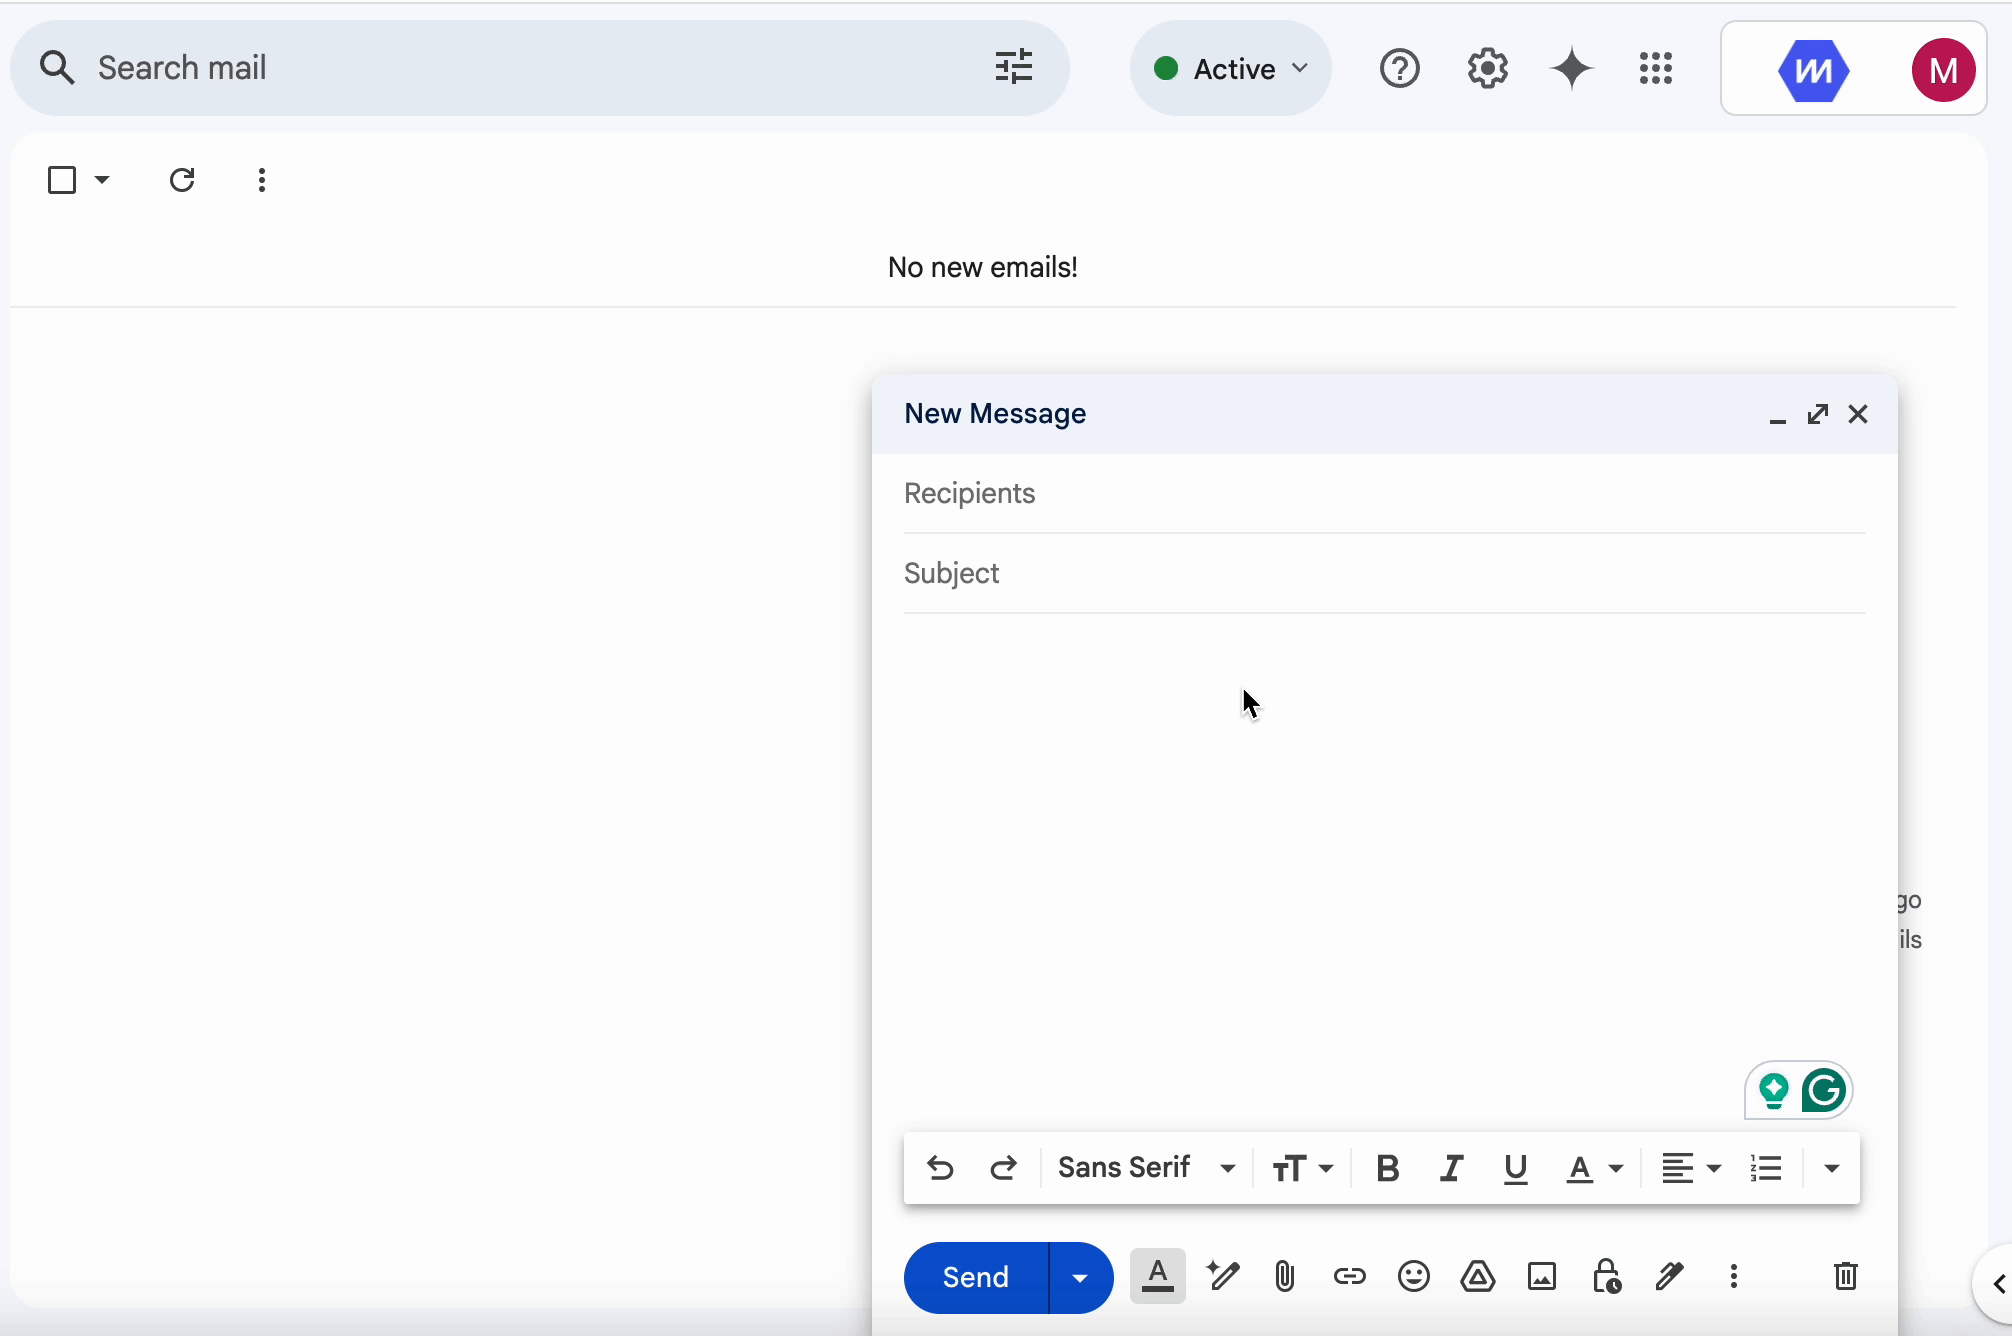 Search mail
Active
M
No new emails!
New Message
Recipients
Subject
go
ils
Sans Serif
B I U A
Send
A